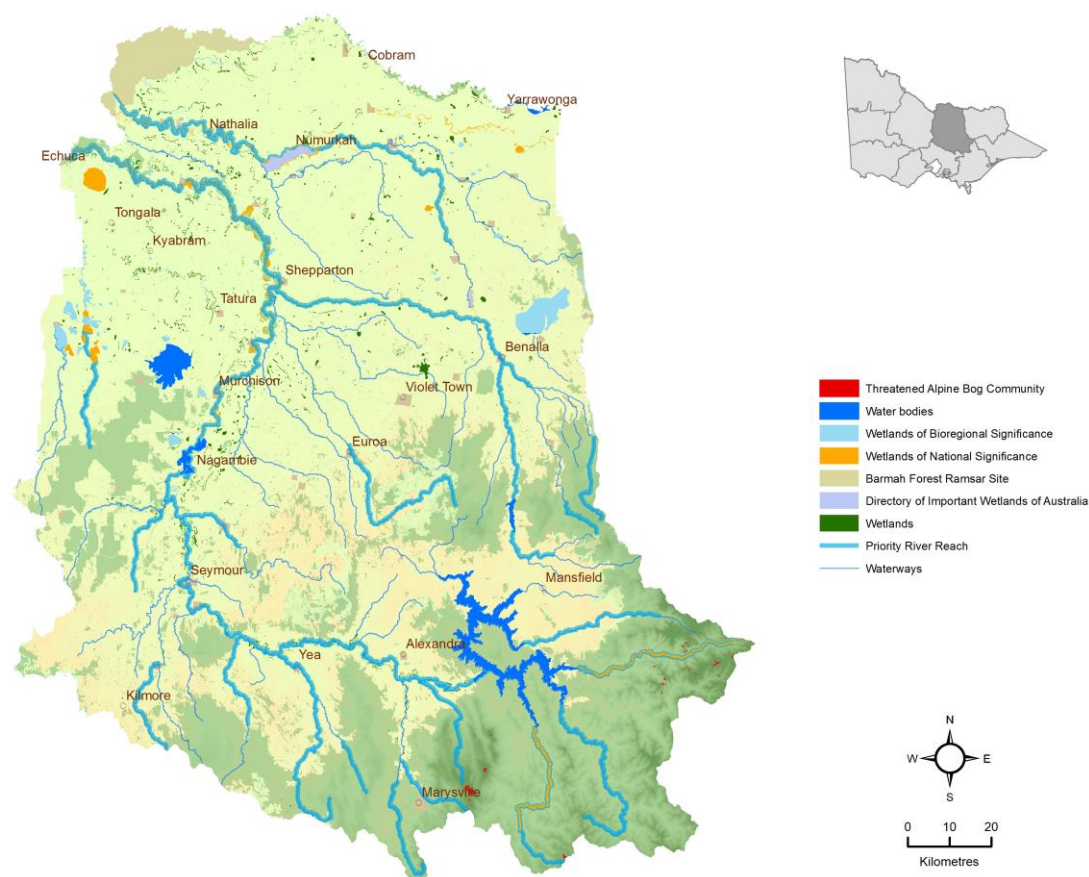 Cobram
Yarrawonga
Nathalia
Numurkah
Echuca
Tongala
Kyabram
Shepparton
Tatura
Benalla
Murchison
Violet Town
Euroa
Nagambie
Seymour
Mansfield
Alexandra
Yea
Kilmore
Marysville
Threatened Alpine Bog Community
Water bodies
Wetlands of Bioregional Significance
Wetlands of National Significance
Barmah Forest Ramsar Site
Directory of Important Wetlands of Australia
Wetlands
Priority River Reach
Waterways
N
W E
S
0 10 20
Kilometres